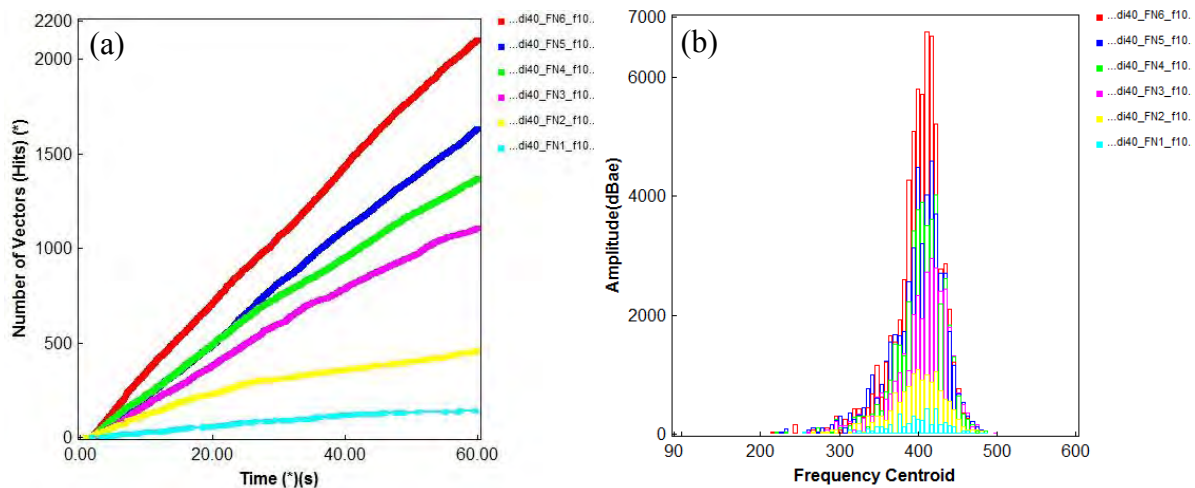 (a)
Number of Vectors (Hits) (*)
2200
2000
1500
1000
500
0
0.00 20.00 40.00 60.00
Time (*)(s)
...di40_FN6_f10..
...di40_FN5_f10..
...di40_FN4_f10..
...di40_FN3_f10..
...di40_FN2_f10..
...di40_FN1_f10..
(b)
Amplitude(dBae)
7000
6000
4000
2000
0
90 200 300 400 500 600
Frequency Centroid
...di40_FN6_f10.
...di40_FN5_f10.
...di40_FN4_f10.
...di40_FN3_f10.
...di40_FN2_f10.
...di40_FN1_f10.